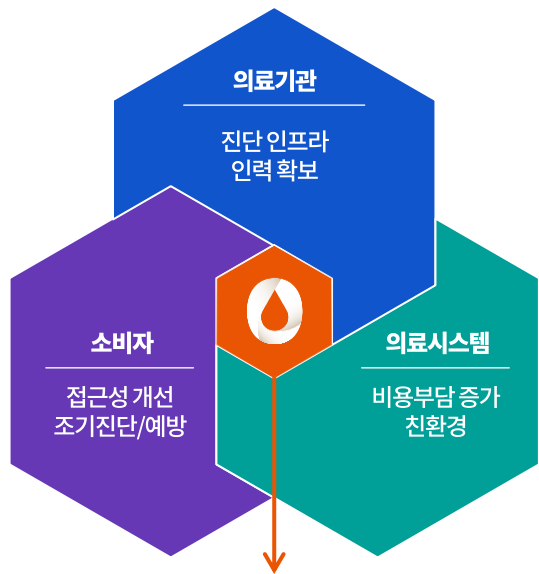 의료기관
진단 인프라
인력 확보
소비자
접근성 개선
조기진단/예방
의료시스템
비용부담 증가
친환경